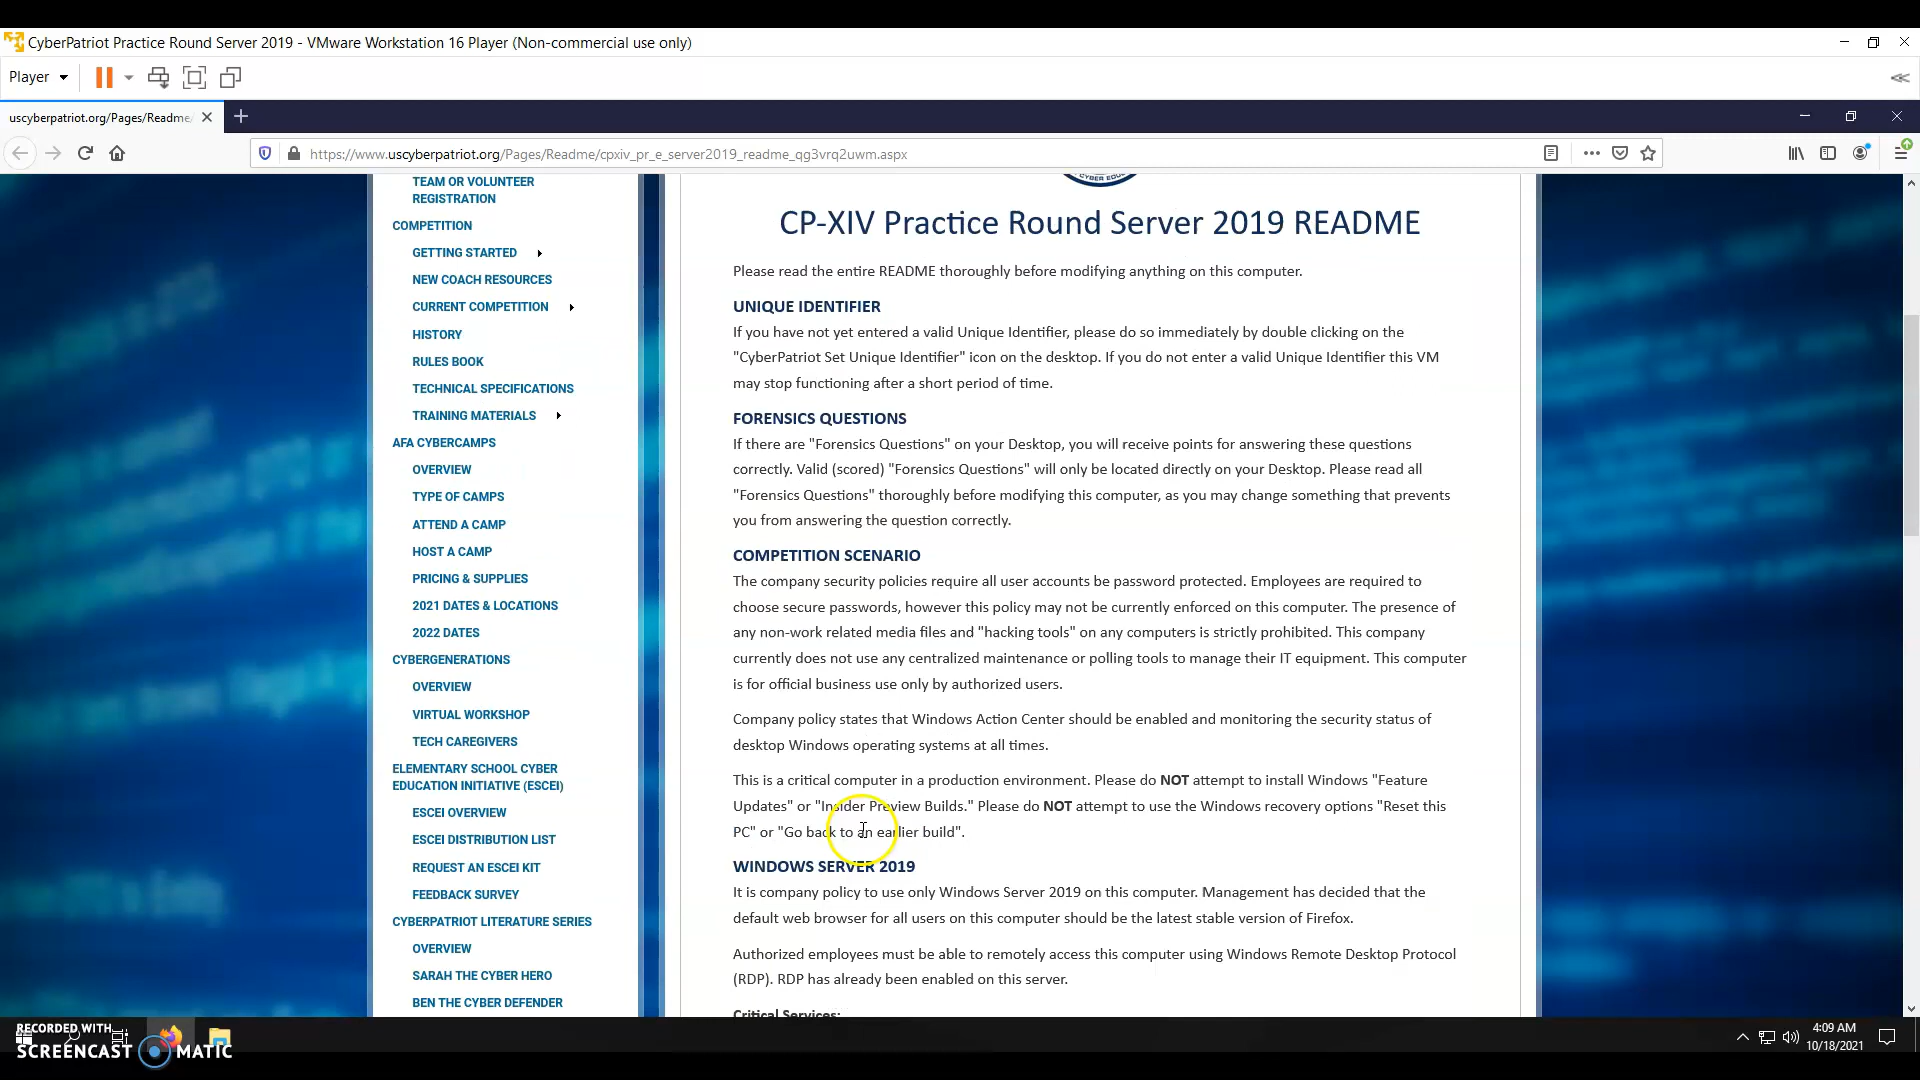 CyberPatriot Practice Round Server 2019 - VMware Workstation 16 Player (Non-commercial use only)
Player
uscyberpatriot.org/Pages/Readme/
https://www.uscyberpatriot.org/Pages/Readme/cpxiv_pr_e_server2019_readme_qg3vrq2uwm.aspx
TEAM OR VOLUNTEER
REGISTRATION
COMPETITION
GETTING STARTED
NEW COACH RESOURCES
CURRENT COMPETITION
HISTORY
RULES BOOK
TECHNICAL SPECIFICATIONS
TRAINING MATERIALS
AFA CYBERCAMPS
OVERVIEW
TYPE OF CAMPS
ATTEND A CAMP
HOST A CAMP
PRICING & SUPPLIES
2021 DATES & LOCATIONS
2022 DATES
CYBERGENERATIONS
OVERVIEW
VIRTUAL WORKSHOP
TECH CAREGIVERS
ELEMENTARY SCHOOL CYBER
EDUCATION INITIATIVE (ESCEI)
ESCEI OVERVIEW
ESCEI DISTRIBUTION LIST
REQUEST AN ESCEI KIT
FEEDBACK SURVEY
CYBERPATRIOT LITERATURE SERIES
OVERVIEW
SARAH THE CYBER HERO
BEN THE CYBER DEFENDER
CYBER
CP-XIV Practice Round Server 2019 README
Please read the entire README thoroughly before modifying anything on this computer.
UNIQUE IDENTIFIER
If you have not yet entered a valid Unique Identifier, please do so immediately by double clicking on the
"CyberPatriot Set Unique Identifier" icon on the desktop. If you do not enter a valid Unique Identifier this VM
may stop functioning after a short period of time.
FORENSICS QUESTIONS
If there are "Forensics Questions" on your Desktop, you will receive points for answering these questions
correctly. Valid (scored) "Forensics Questions" will only be located directly on your Desktop. Please read all
"Forensics Questions" thoroughly before modifying this computer, as you may change something that prevents
you from answering the question correctly.
COMPETITION SCENARIO
The company security policies require all user accounts be password protected. Employees are required to
choose secure passwords, however this policy may not be currently enforced on this computer. The presence of
any non-work related media files and "hacking tools" on any computers is strictly prohibited. This company
currently does not use any centralized maintenance or polling tools to manage their IT equipment. This computer
is for official business use only by authorized users.
Company policy states that Windows Action Center should be enabled and monitoring the security status of
desktop Windows operating systems at all times.
This is a critical computer in a production environment. Please do NOT attempt to install Windows "Feature
Updates" or "Insider Preview Builds." Please do NOT attempt to use the Windows recovery options "Reset this
PC" or "Go back to an earlier build".
WINDOWS SERVER 2019
It is company policy to use only Windows Server 2019 on this computer. Management has decided that the
default web browser for all users on this computer should be the latest stable version of Firefox.
Authorized employees must be able to remotely access this computer using Windows Remote Desktop Protocol
(RDP). RDP has already been enabled on this server.
Critical Services:
RECORDED WITH
SCREENCAST MATIC
4:09 AM
10/18/2021